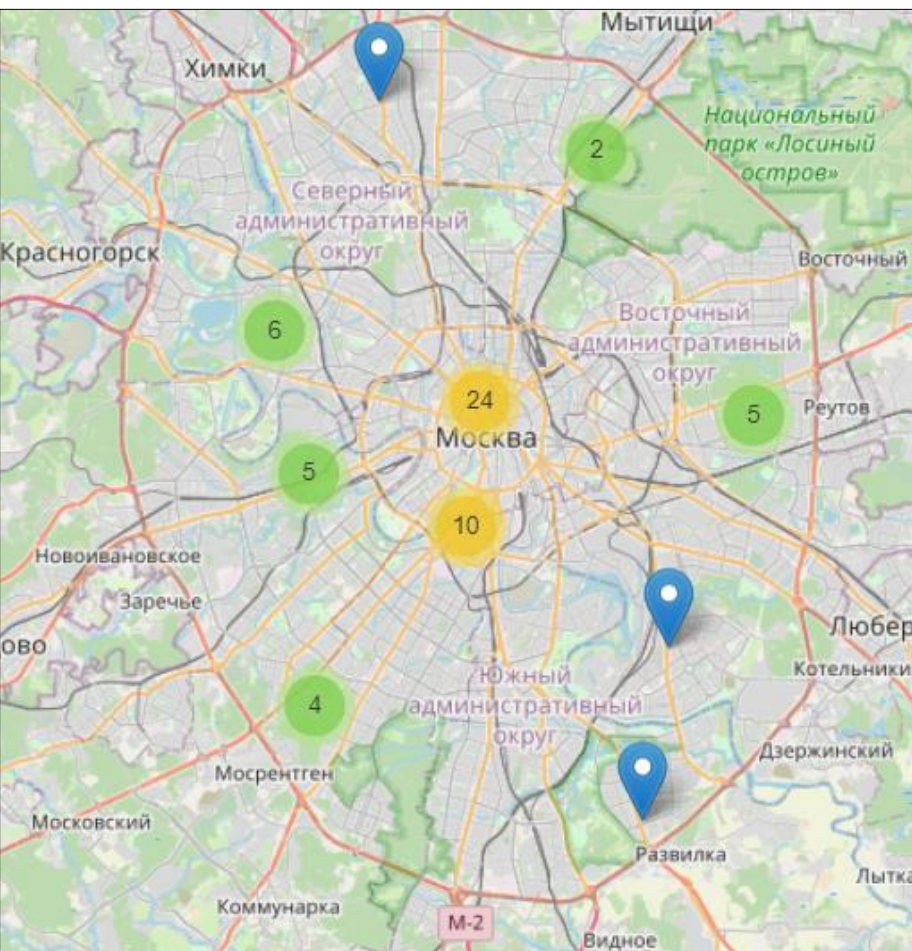 Мытищи
Химки
2
Национальный
парк «Лосиный
остров»
Северный
административный
округ
Красногорск
Восточный
6
Восточный
административный
округ
24
Реутов
5
Москва
5
10
Новоивановское
Заречье
Любер
ово
Котельники
Южный
административный
округ
4
Дзержинский
Мосрентген
Московский
Развилка
Лытка
Коммунарка
М-2
Видное